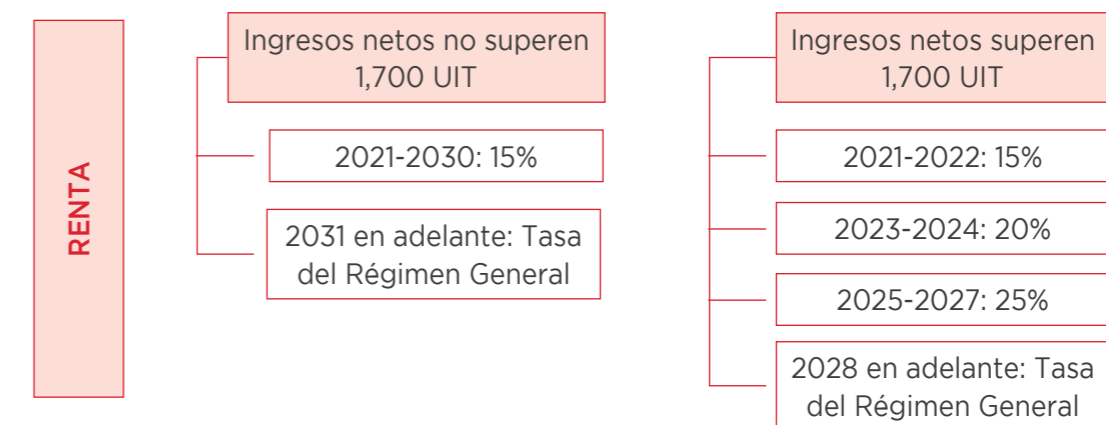 RENTA
Ingresos netos no superen
1,700 UIT
2021-2030: 15%
2031 en adelante: Tasa
del Régimen General
Ingresos netos superen
1,700 UIT
2021-2022: 15%
2023-2024: 20%
2025-2027: 25%
2028 en adelante: Tasa
del Régimen General